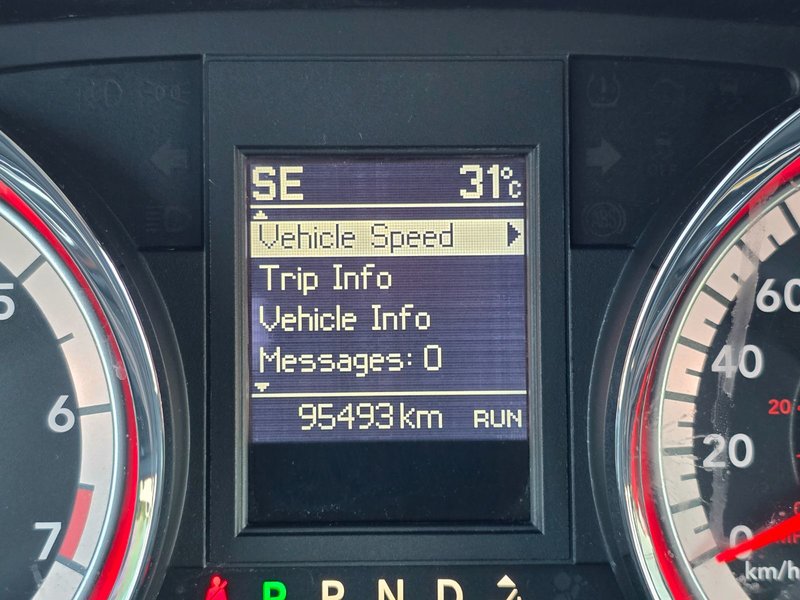 SE 31°C
Vehicle Speed
Trip Info
Vehicle Info
Messages: 0
95493 km RUN
5
6
7
60
40
20
20
0
km/h
P R N D